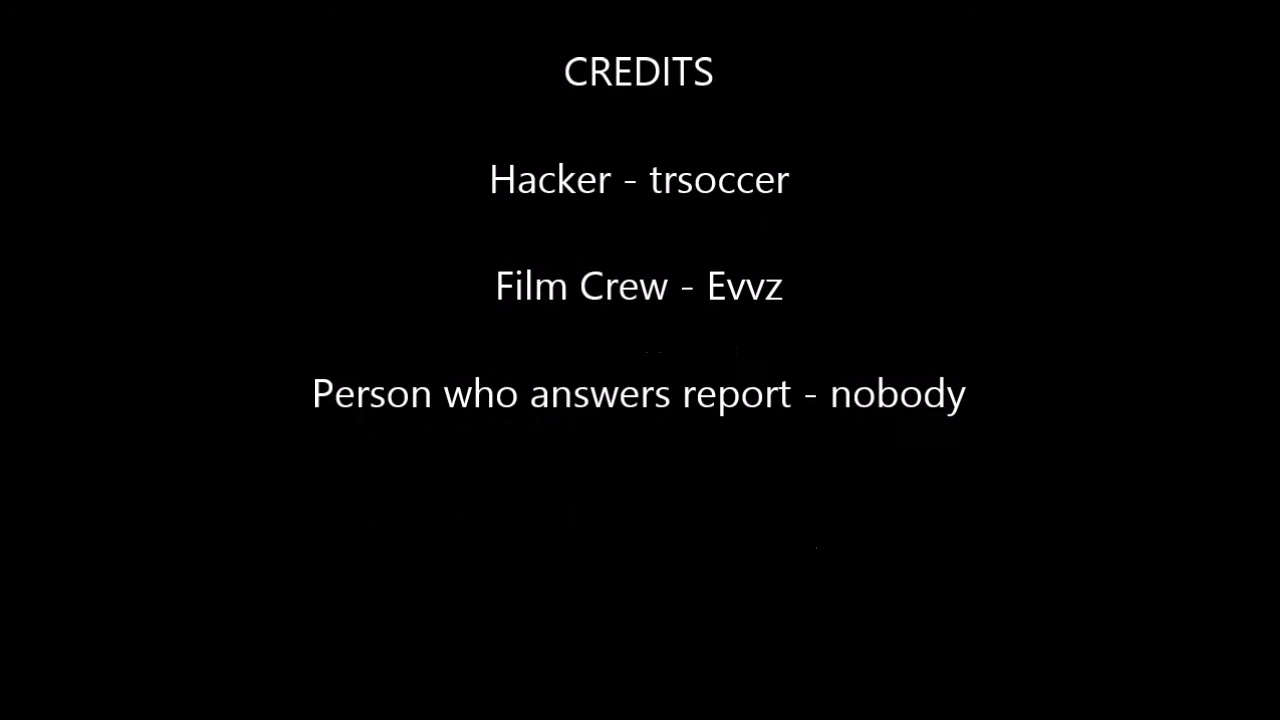 CREDITS
Hacker - trsoccer
Film Crew - Evvz
Person who answers report - nobody